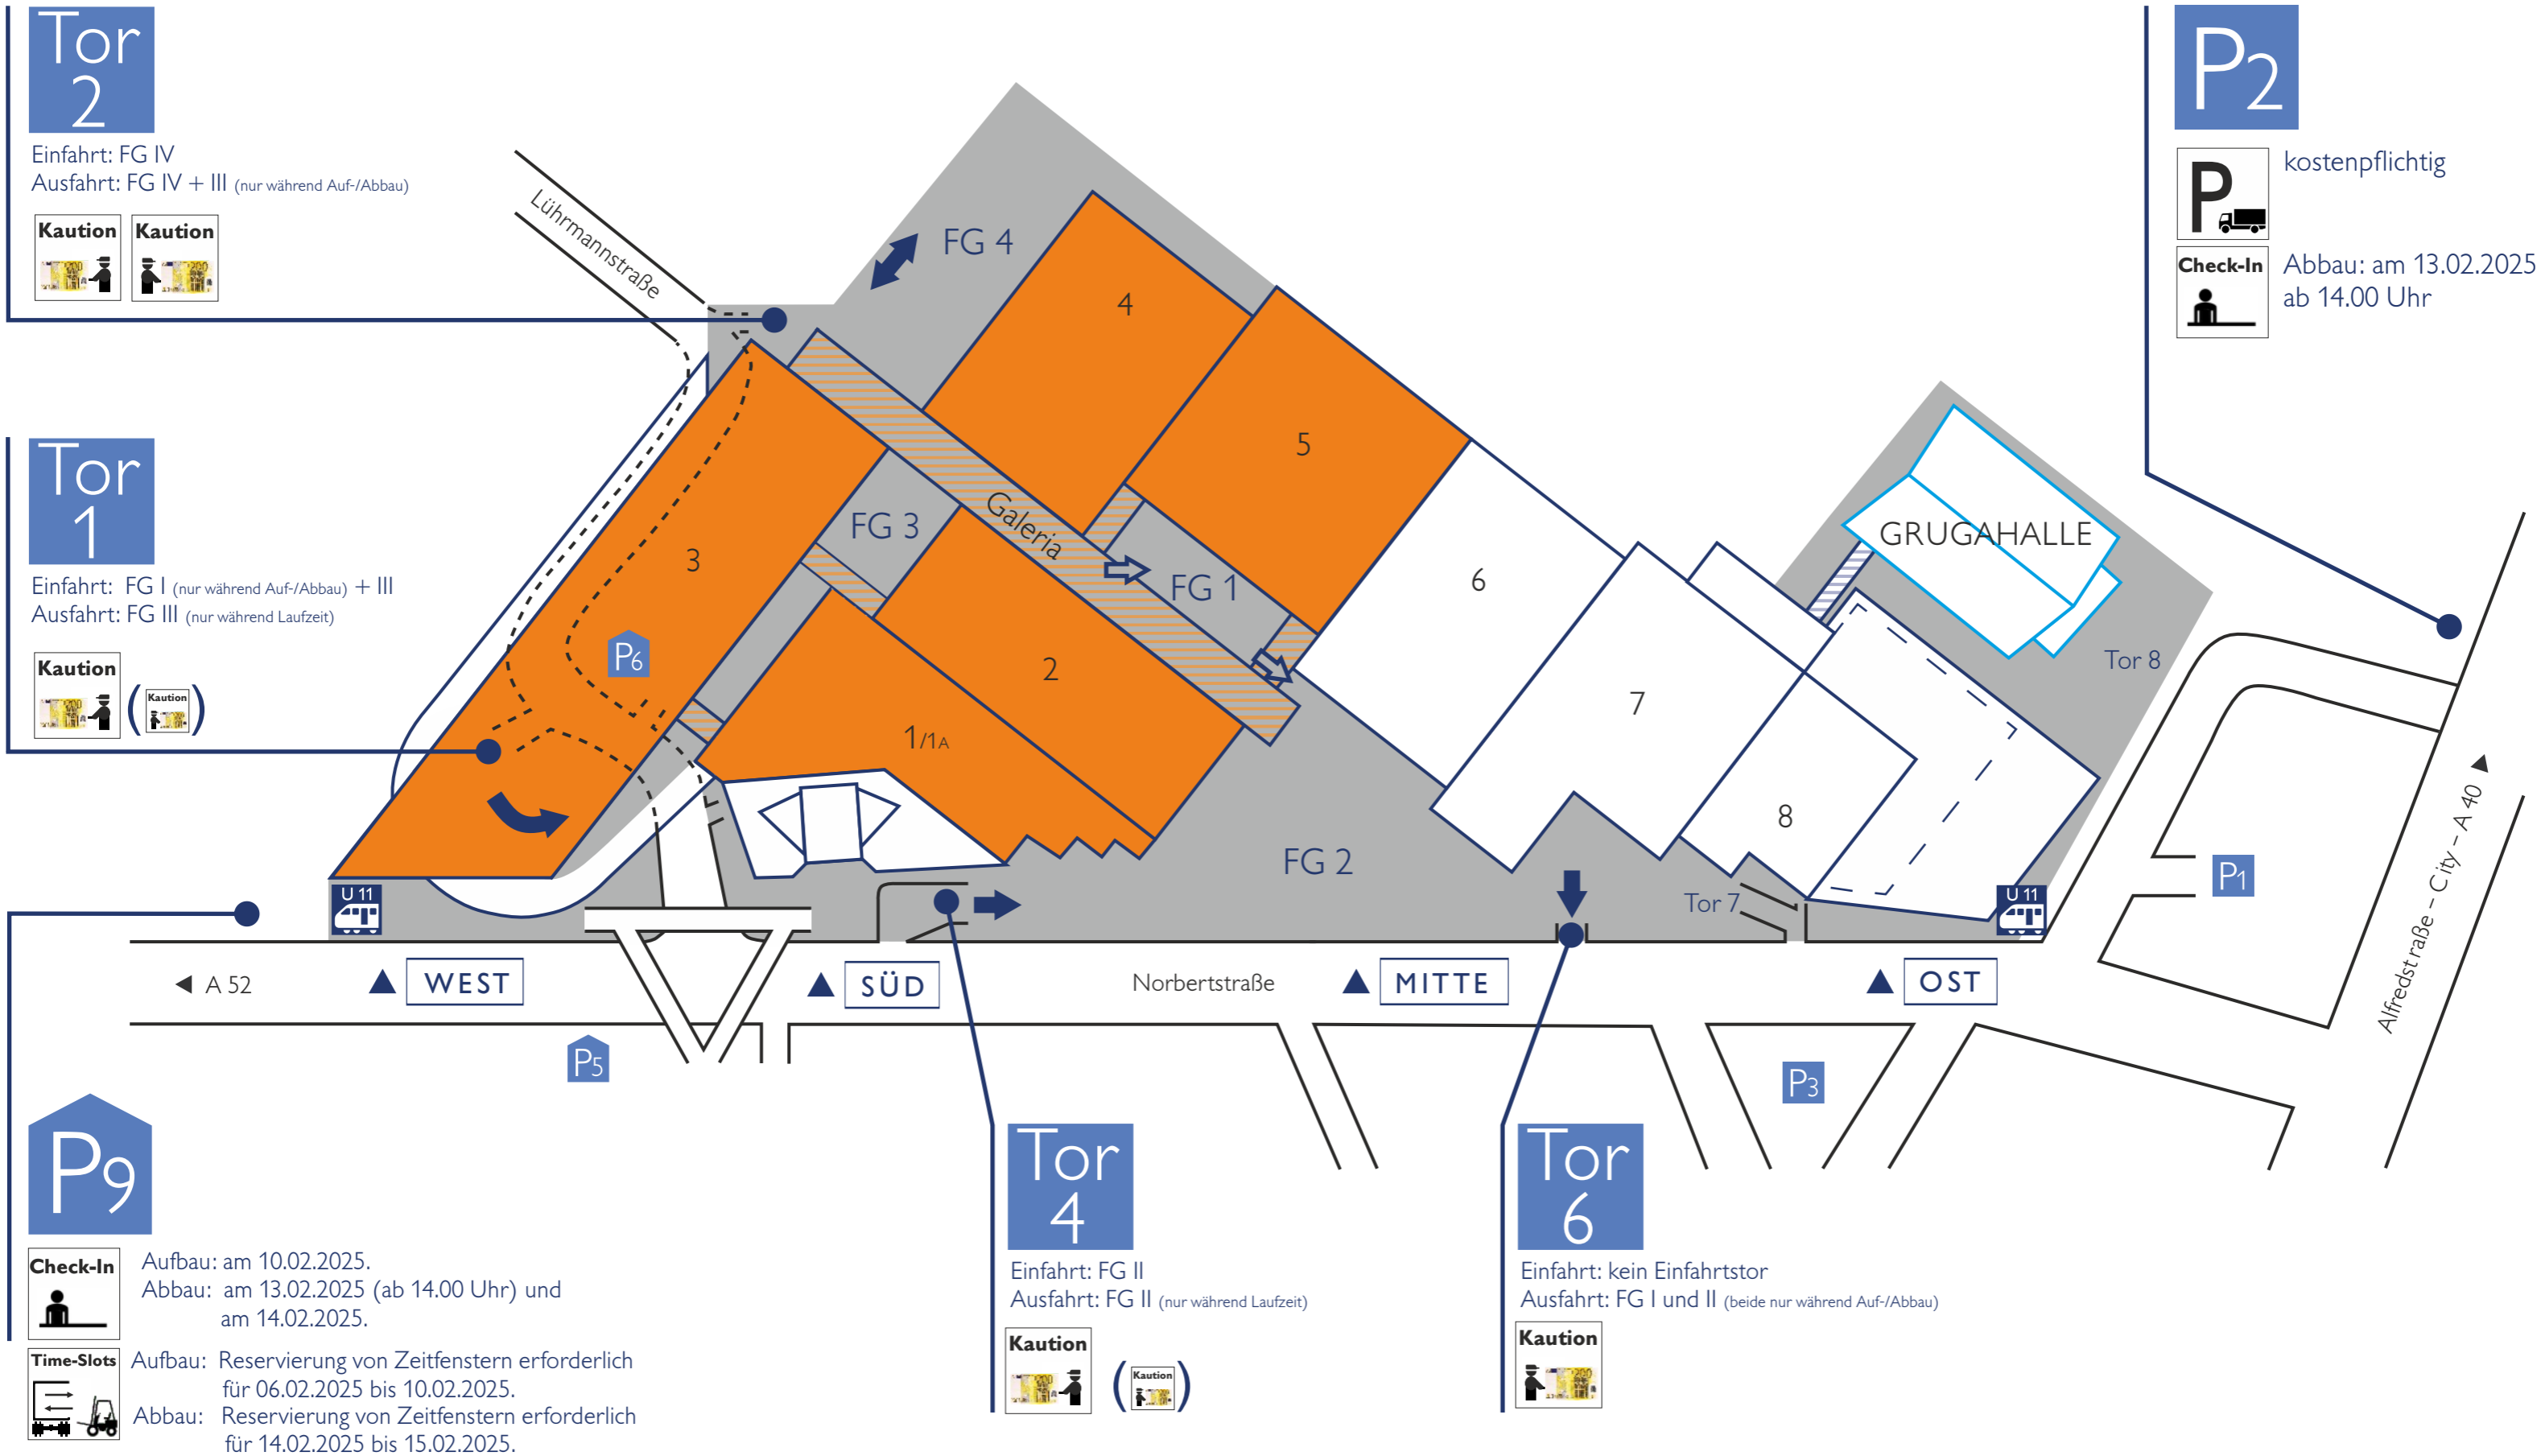 Tor
2
Einfahrt: FG IV
Ausfahrt: FG IV + III (nur während Auf-/Abbau)
Kaution
Kaution
Tor
1
Einfahrt: FG I (nur während Auf-/Abbau) + III
Ausfahrt: FG III (nur während Laufzeit)
Kaution
(Kaution)
P2
P
kostenpflichtig
Check-In
Abbau: am 13.02.2025
ab 14.00 Uhr
Lührmannstraße
FG 4
4
5
FG 3
Galeria
3
FG 1
6
GRUGAHALLE
P6
2
Tor 8
7
1/1A
8
FG 2
P1
U 11
Tor 7
U 11
Alfredstraße – City – A 40 ▲
◄ A 52
▲ WEST
▲ SÜD
Norbertstraße
▲ MITTE
▲ OST
P5
P3
P9
Check-In
Aufbau: am 10.02.2025.
Abbau: am 13.02.2025 (ab 14.00 Uhr) und
am 14.02.2025.
Time-Slots
Aufbau: Reservierung von Zeitfenstern erforderlich
für 06.02.2025 bis 10.02.2025.
Abbau: Reservierung von Zeitfenstern erforderlich
für 14.02.2025 bis 15.02.2025.
Tor
4
Einfahrt: FG II
Ausfahrt: FG II (nur während Laufzeit)
Kaution
(Kaution)
Tor
6
Einfahrt: kein Einfahrtstor
Ausfahrt: FG I und II (beide nur während Auf-/Abbau)
Kaution